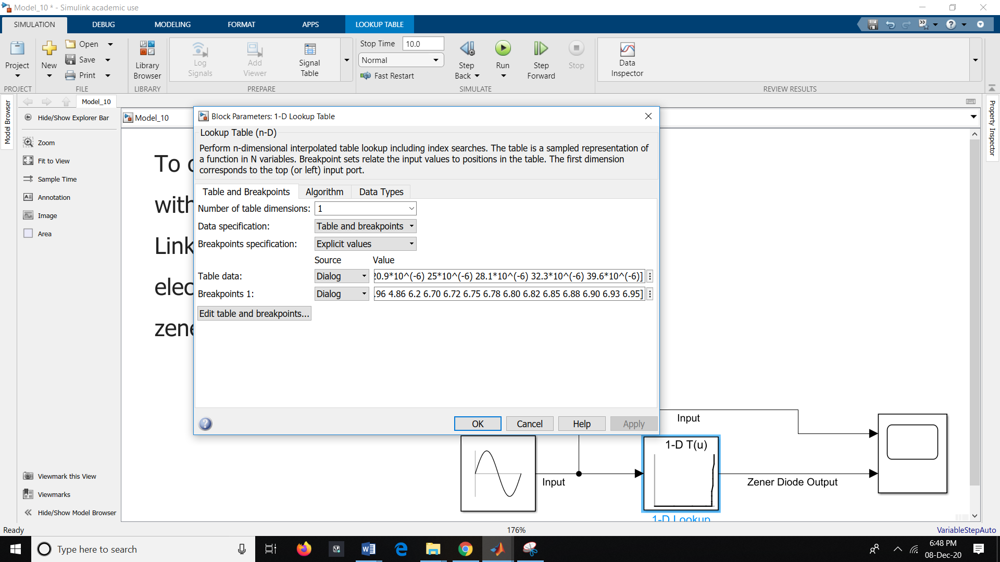 Model_10 * - Simulink academic use
SIMULATION DEBUG MODELING FORMAT APPS LOOKUP TABLE
Project
PROJECT
New
Open
Save
Print
FILE
Library
Browser
LIBRARY
Log
Signals
Add
Viewer
Signal
Table
PREPARE
Stop Time 10.0
Normal
Fast Restart
Step
Back
Run
Step
Forward
Stop
SIMULATE
Data
Inspector
REVIEW RESULTS
Model Browser
Model_10
Property Inspector
Hide/Show Explorer Bar
Zoom
Fit to View
Sample Time
Annotation
Image
Area
Viewmark this View
Viewmarks
Hide/Show Model Browser
Model_10
To
with
Link
elec
zene
Block Parameters: 1-D Lookup Table
Lookup Table (n-D)
Perform n-dimensional interpolated table lookup including index searches. The table is a sampled representation of
a function in N variables. Breakpoint sets relate the input values to positions in the table. The first dimension
corresponds to the top (or left) input port.
Table and Breakpoints Algorithm Data Types
Number of table dimensions: 1
Data specification: Table and breakpoints
Breakpoints specification: Explicit values
Source Value
Table data: Dialog 20.9*10^(-6) 25*10^(-6) 28.1*10^(-6) 32.3*10^(-6) 39.6*10^(-6)]
Breakpoints 1: Dialog .96 4.86 6.2 6.70 6.72 6.75 6.78 6.80 6.82 6.85 6.88 6.90 6.93 6.95]
Edit table and breakpoints...
OK Cancel Help Apply
Input
1-D T(u)
Input
Zener Diode Output
1-D Lookup
Ready 176% VariableStepAuto
Type here to search
6:48 PM
08-Dec-20